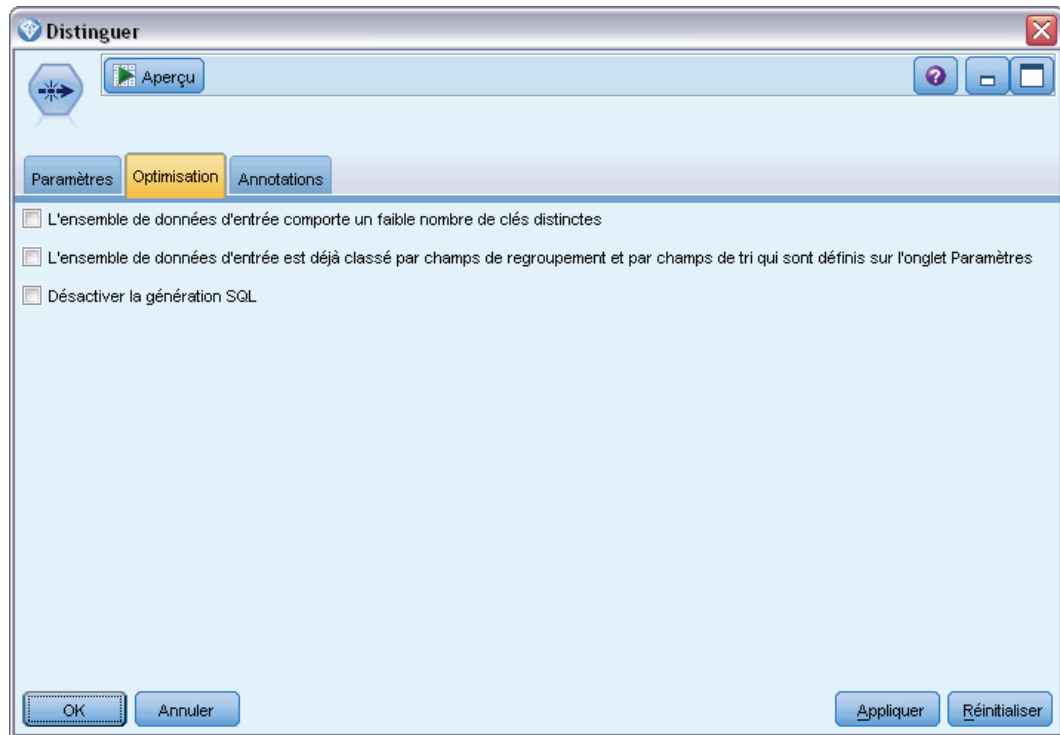 Distinguer
Aperçu
Paramètres
Optimisation
Annotations
L'ensemble de données d'entrée comporte un faible nombre de clés distinctes
L'ensemble de données d'entrée est déjà classé par champs de regroupement et par champs de tri qui sont définis sur l'onglet Paramètres
Désactiver la génération SQL
OK
Annuler
Appliquer
Réinitialiser